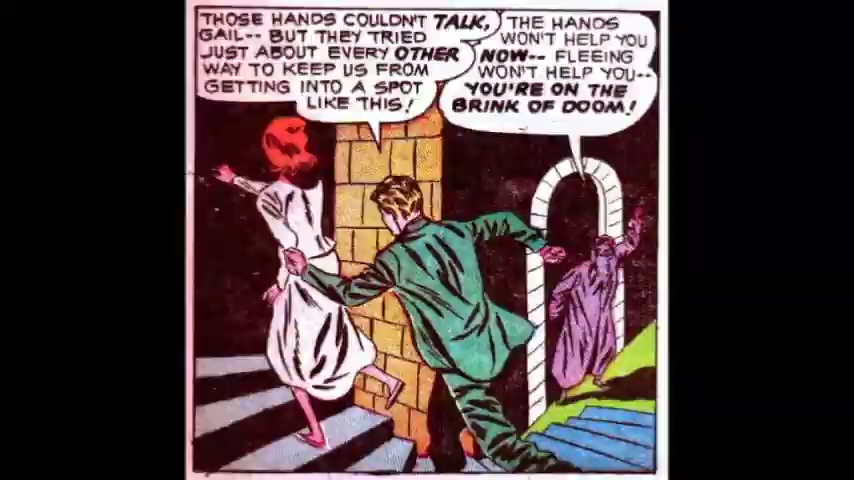 THOSE HANDS COULDN'T TALK,
GAIL-- BUT THEY TRIED
JUST ABOUT EVERY OTHER
WAY TO KEEP US FROM
GETTING INTO A SPOT
LIKE THIS!
THE HANDS
WON'T HELP YOU
NOW-- FLEEING
WON'T HELP YOU--
YOU'RE ON THE
BRINK OF DOOM!